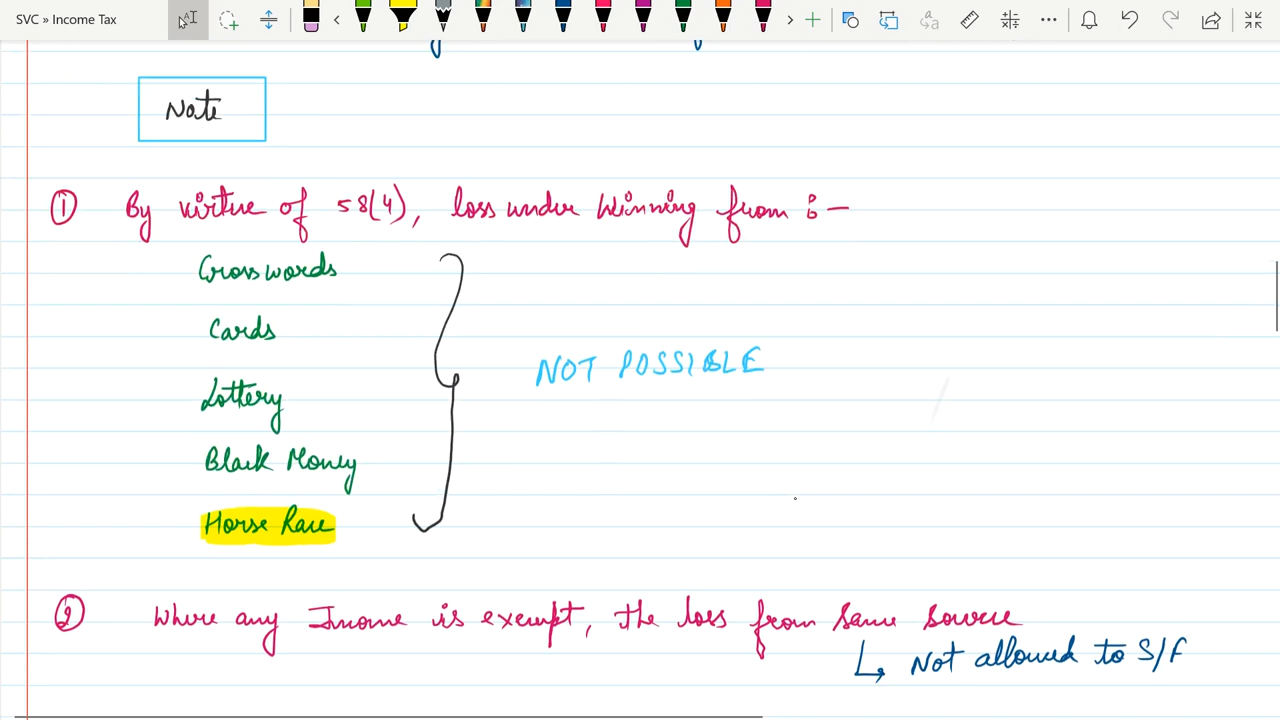 SVC » Income Tax
Note
① By virtue of 58(4), loss under Winning from :-
Crosswords
Cards
Lottery
NOT POSSIBLE
Black Money
Horse Race
② Where any Income is exempt, the loss from same source
↳ Not allowed to S/F